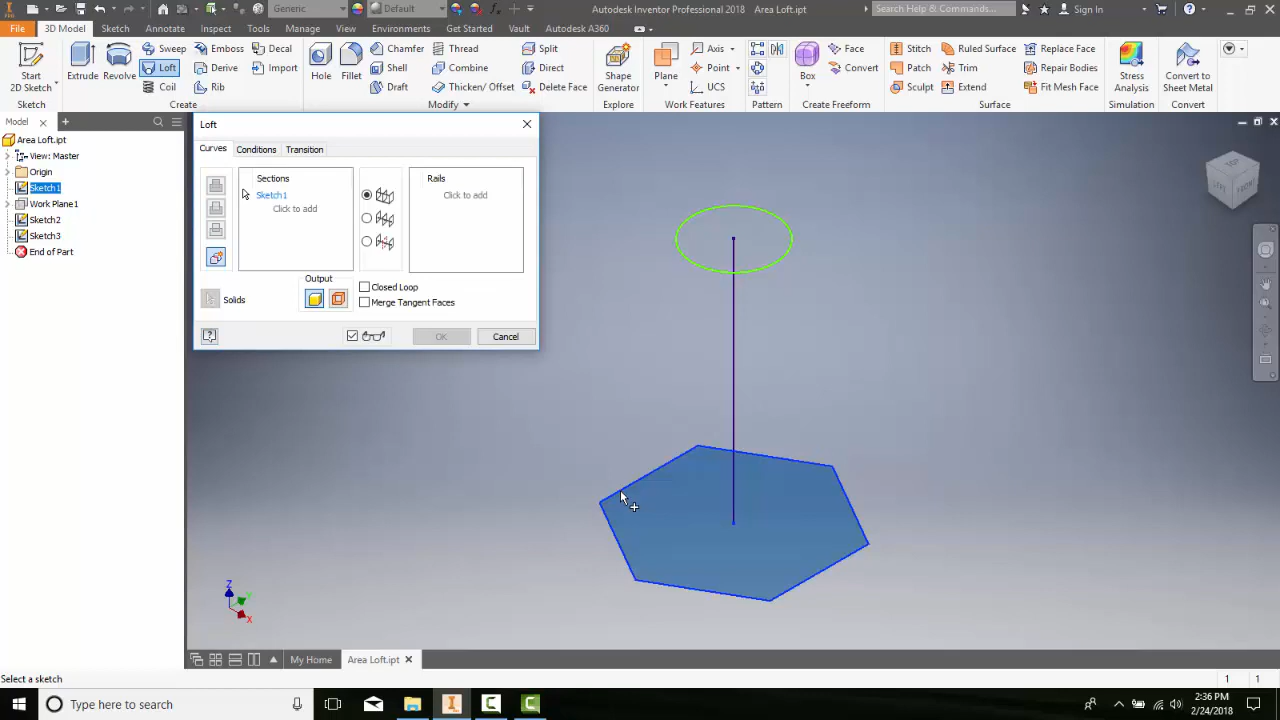 Generic
Default
Autodesk Inventor Professional 2018 Area Loft.ipt
Search Help & Commands...
Sign In
File 3D Model Sketch Annotate Inspect Tools Manage View Environments Get Started Vault Autodesk A360
Start
2D Sketch
Sketch
Extrude
Revolve
Sweep
Loft
Coil
Emboss
Derive
Rib
Decal
Import
Create
Hole
Fillet
Chamfer
Shell
Draft
Thread
Combine
Thicken/ Offset
Split
Direct
Delete Face
Modify
Shape
Generator
Explore
Plane
Axis
Point
UCS
Work Features
Pattern
Box
Face
Convert
Create Freeform
Stitch
Patch
Sculpt
Ruled Surface
Trim
Extend
Replace Face
Repair Bodies
Fit Mesh Face
Surface
Stress
Analysis
Simulation
Convert to
Sheet Metal
Convert
Model
Area Loft.ipt
View: Master
Origin
Sketch1
Work Plane1
Sketch2
Sketch3
End of Part
Loft
Curves Conditions Transition
Sections
Sketch1
Click to add
Rails
Click to add
Output
Solids
Closed Loop
Merge Tangent Faces
OK Cancel
TOP
LEFT
FRONT
Z
Y
X
My Home Area Loft.ipt
Select a sketch 1 1
Type here to search
2:36 PM
2/24/2018